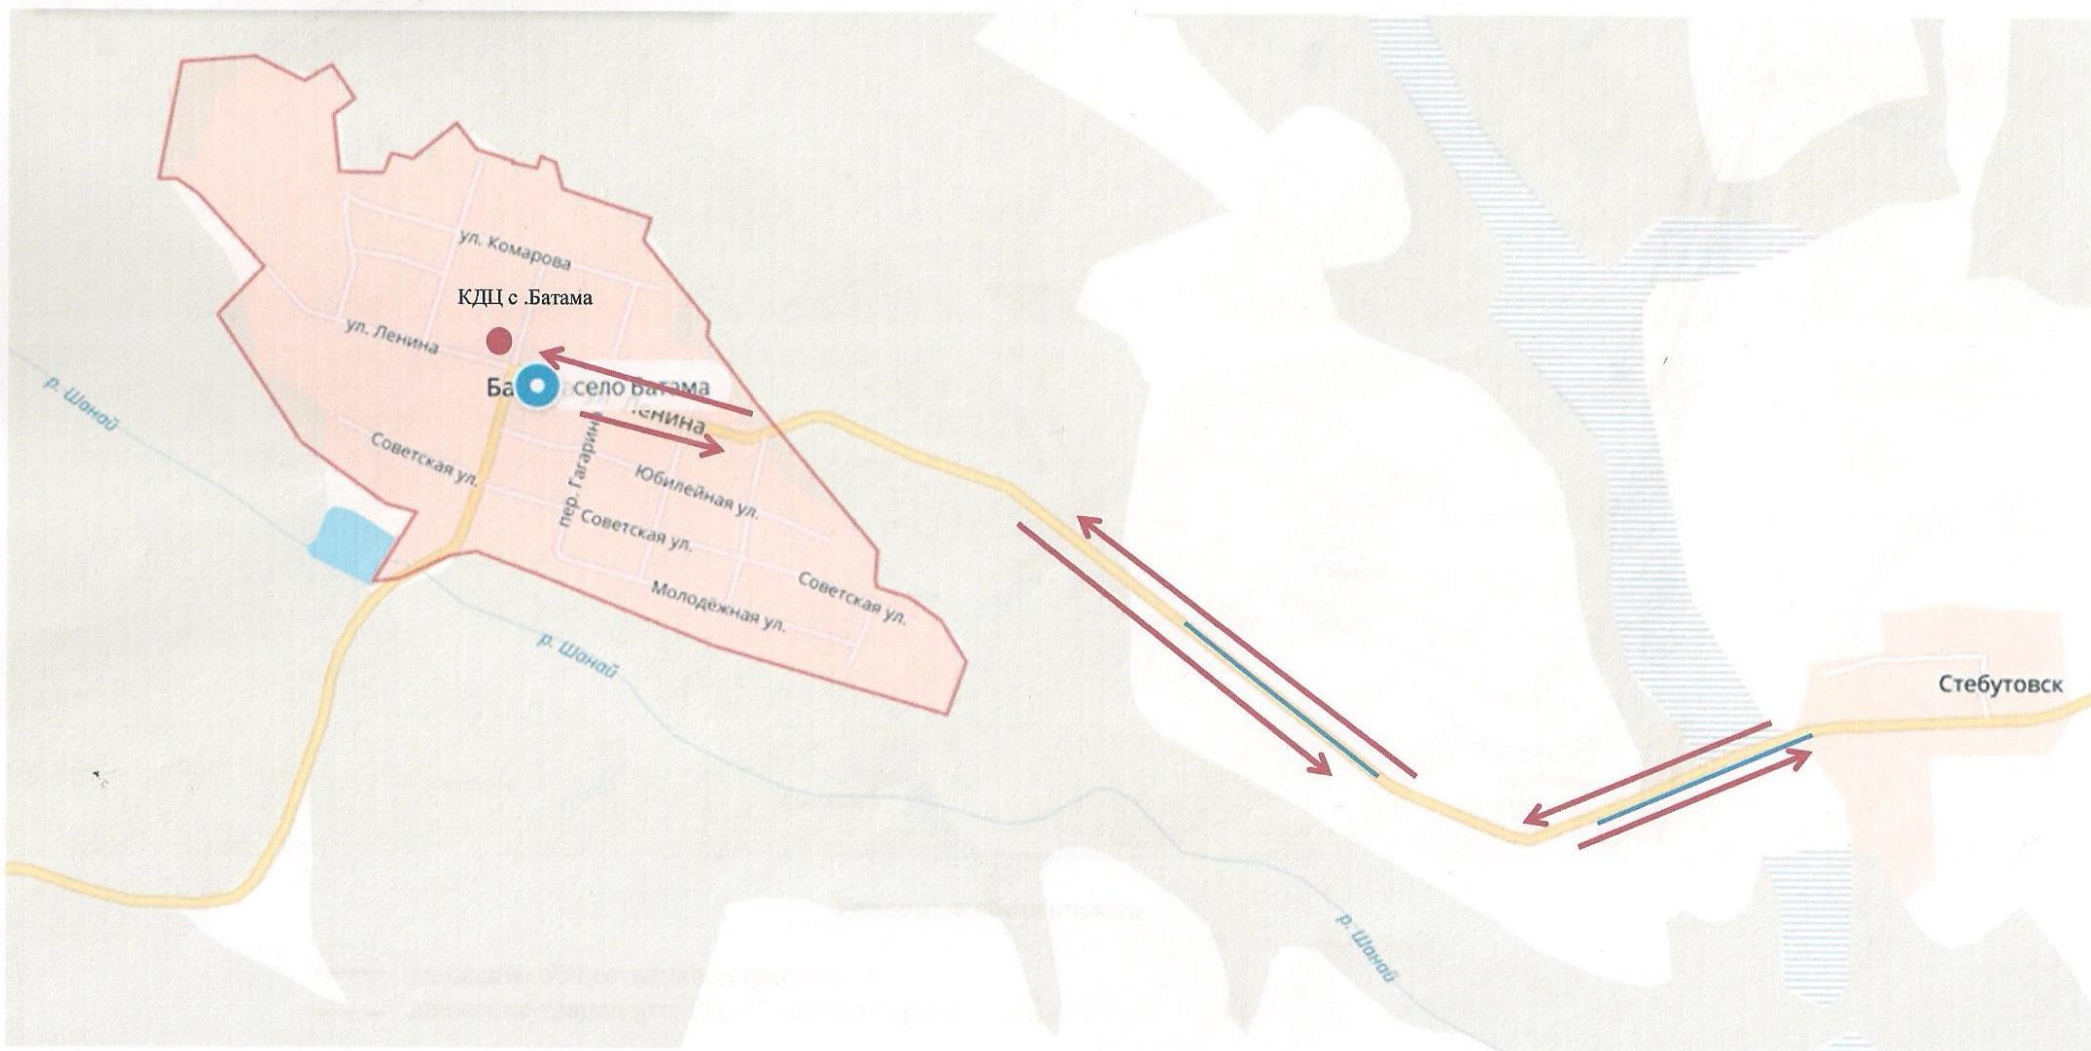 ул. Комарова
КДЦ с .Батама
ул. Ленина
р. Шанай
Ба
село Батама
Ленина
Советская ул.
пер. Гагарина
Юбилейная ул.
Советская ул.
Советская ул.
Молодёжная ул.
р. Шанай
Стебутовск
р. Шанай